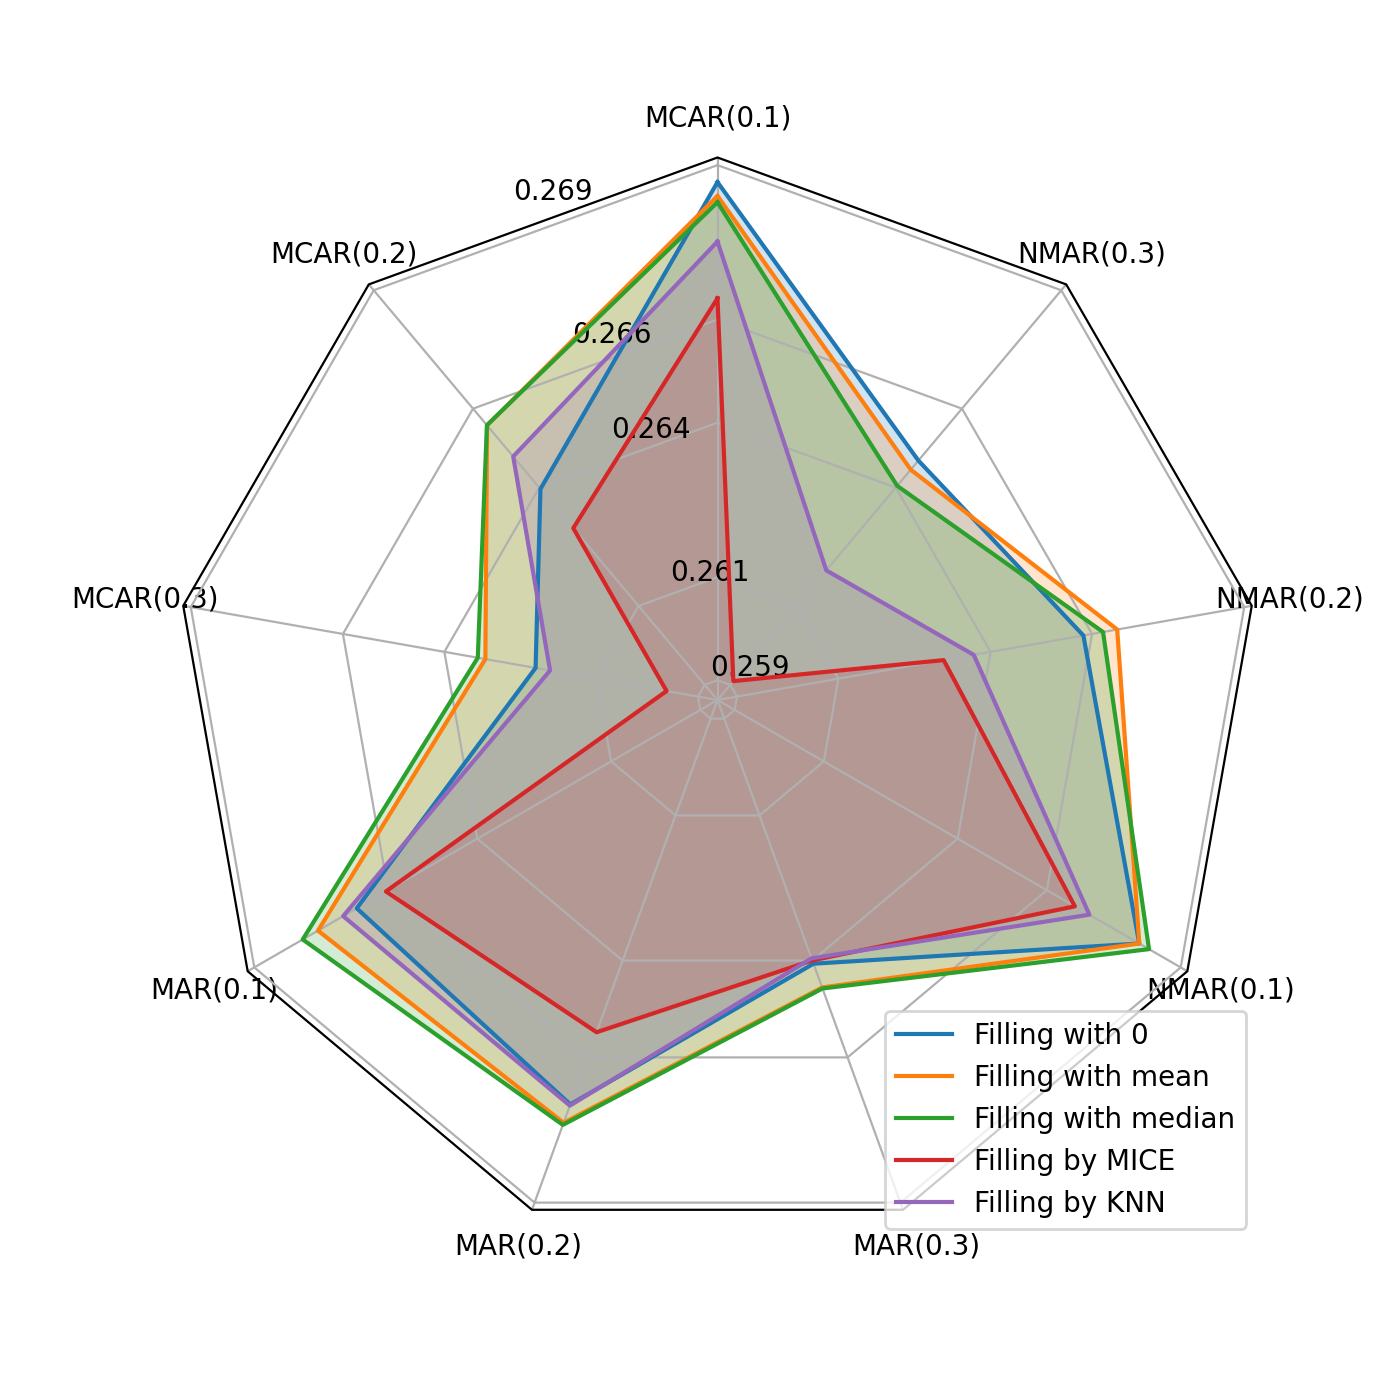 MCAR(0.1)
0.269
MCAR(0.2)
NMAR(0.3)
0.266
0.264
0.261
MCAR(0.3)
NMAR(0.2)
0.259
MAR(0.1)
NMAR(0.1)
Filling with 0
Filling with mean
Filling with median
Filling by MICE
Filling by KNN
MAR(0.2)
MAR(0.3)